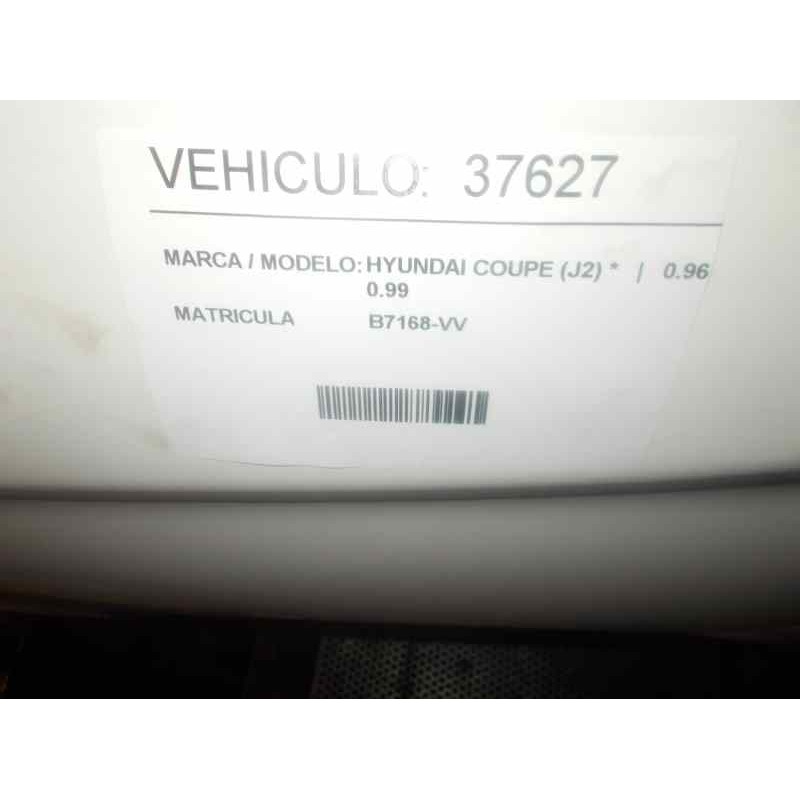 VEHICULO: 37627
MARCA / MODELO: HYUNDAI COUPE (J2) * | 0.96
0.99
MATRICULA B7168-VV